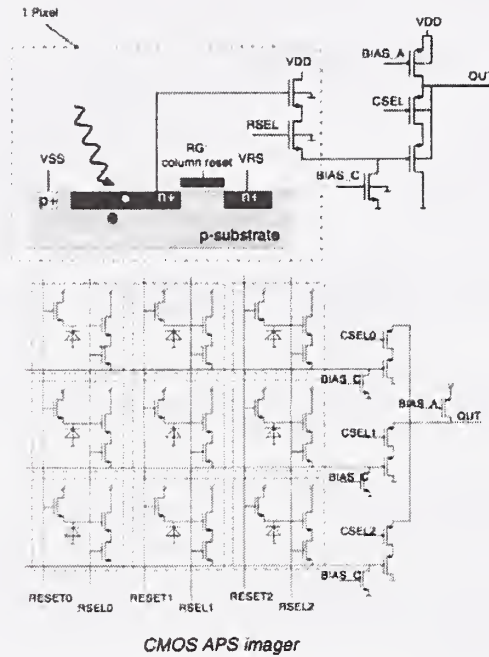 1 Pixel
VDD
BIAS_A
OUT
VDD
CSEL
RSEL
RG
column reset
VSS
VRS
BIAS_C
p+
n+
n+
p-substrate
CSEL0
BIAS_C
BIAS_A
OUT
CSEL1
BIAS_C
CSEL2
BIAS_C
RESET0
RESET1
RESET2
RSEL0
RSEL1
RSEL2
CMOS APS imager